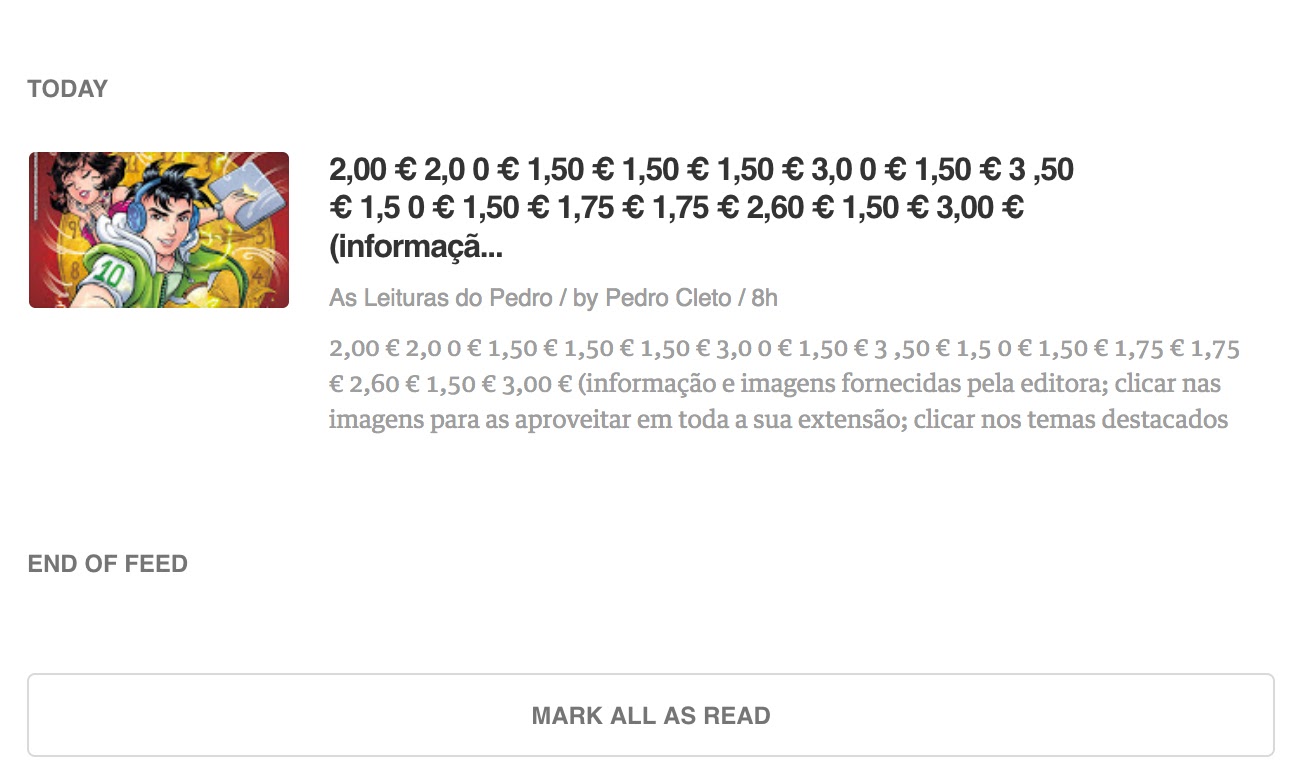 TODAY
2,00 € 2,0 0 € 1,50 € 1,50 € 1,50 € 3,0 0 € 1,50 € 3 ,50
€ 1,5 0 € 1,50 € 1,75 € 1,75 € 2,60 € 1,50 € 3,00 €
(informaçã...
As Leituras do Pedro / by Pedro Cleto / 8h
2,00 € 2,0 0 € 1,50 € 1,50 € 1,50 € 3,0 0 € 1,50 € 3 ,50 € 1,5 0 € 1,50 € 1,75 € 1,75
€ 2,60 € 1,50 € 3,00 € (informação e imagens fornecidas pela editora; clicar nas
imagens para as aproveitar em toda a sua extensão; clicar nos temas destacados
10
9
8
5
4
END OF FEED
MARK ALL AS READ